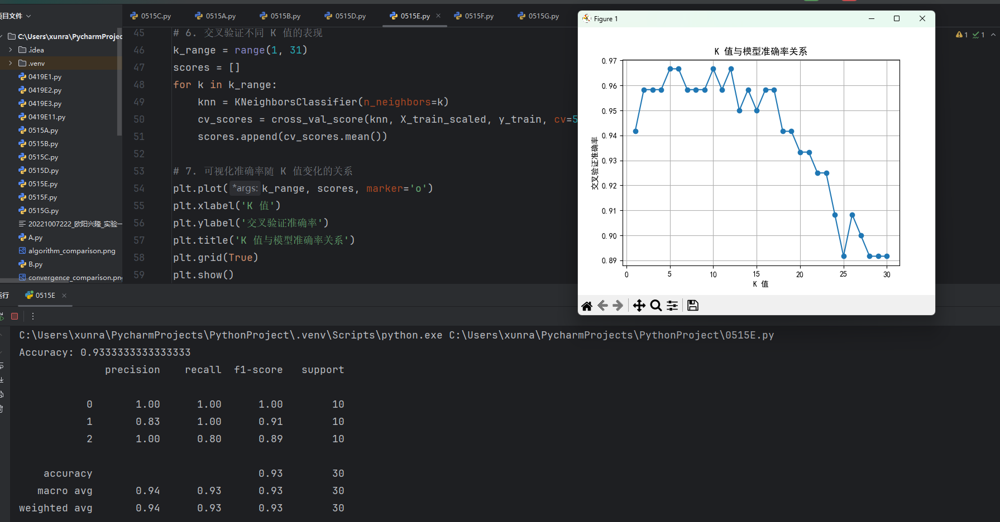 项目文件
C:\Users\xunra\PycharmProjec
.idea
.venv
0419E1.py
0419E2.py
0419E3.py
0419E11.py
0515A.py
0515B.py
0515C.py
0515D.py
0515E.py
0515F.py
0515G.py
20221007222_欧阳兴隆_实验一
A.py
algorithm_comparison.png
B.py
convergence_comparison.png
0515C.py 0515A.py 0515B.py 0515D.py 0515E.py 0515F.py 0515G.py
1 1
45 # 6. 交叉验证不同 K 值的表现
46 k_range = range(1, 31)
47 scores = []
48 for k in k_range:
49 knn = KNeighborsClassifier(n_neighbors=k)
50 cv_scores = cross_val_score(knn, X_train_scaled, y_train, cv=5
51 scores.append(cv_scores.mean())
52
53 # 7. 可视化准确率随 K 值变化的关系
54 plt.plot( *args: k_range, scores, marker='o')
55 plt.xlabel('K 值')
56 plt.ylabel('交叉验证准确率')
57 plt.title('K 值与模型准确率关系')
58 plt.grid(True)
59 plt.show()
Figure 1
K 值与模型准确率关系
0.97
0.96
0.95
0.94
0.93
0.92
0.91
0.90
0.89
交叉验证准确率
0 5 10 15 20 25 30
K 值
运行 0515E
C:\Users\xunra\PycharmProjects\PythonProject\.venv\Scripts\python.exe C:\Users\xunra\PycharmProjects\PythonProject\0515E.py
Accuracy: 0.9333333333333333
precision recall f1-score support
0 1.00 1.00 1.00 10
1 0.83 1.00 0.91 10
2 1.00 0.80 0.89 10
accuracy 0.93 30
macro avg 0.94 0.93 0.93 30
weighted avg 0.94 0.93 0.93 30